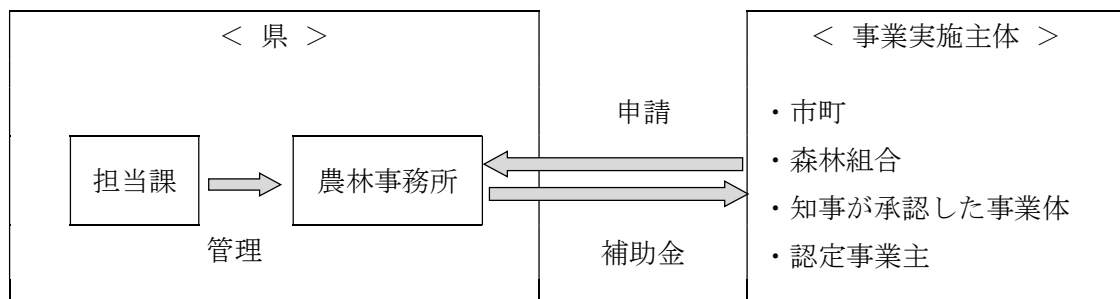 ＜ 県 ＞
担当課
農林事務所
管理
申請
補助金
＜ 事業実施主体 ＞
・市町
・森林組合
・知事が承認した事業体
・認定事業主